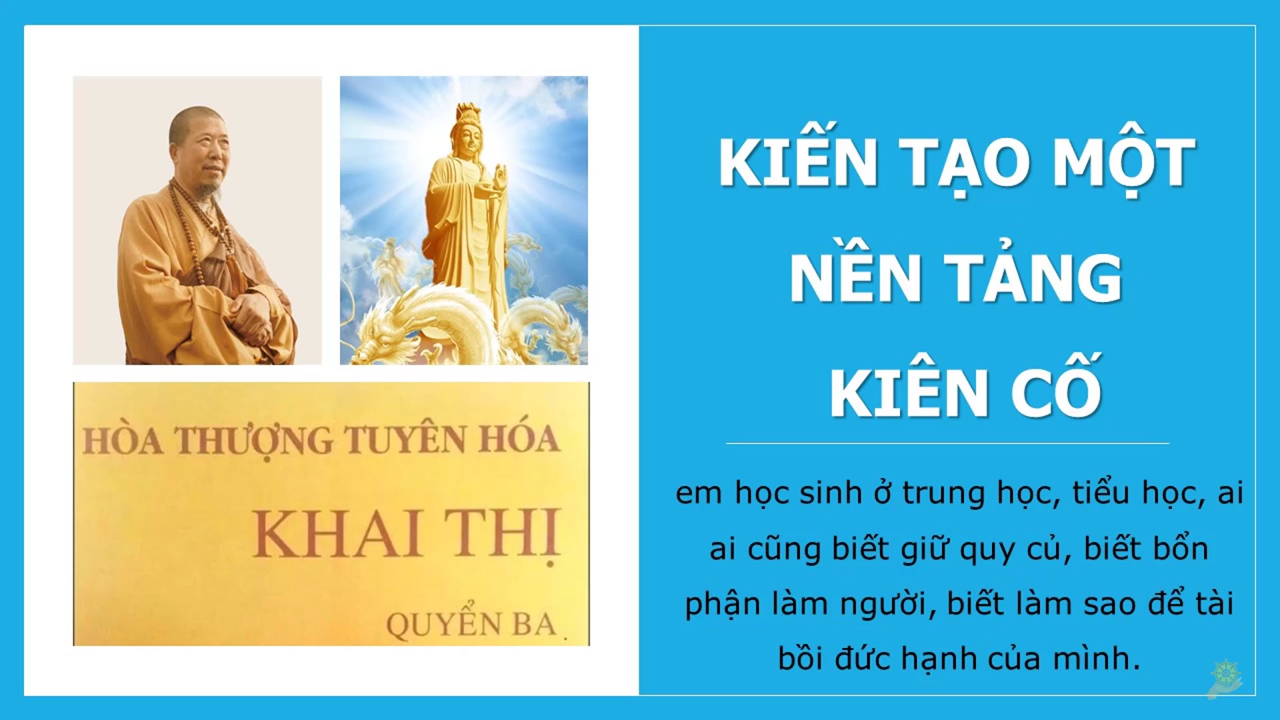 HÒA THƯỢNG TUYÊN HÓA
KHAI THỊ
QUYỂN BA
KIẾN TẠO MỘT
NỀN TẢNG
KIÊN CỐ
em học sinh ở trung học, tiểu học, ai
ai cũng biết giữ quy củ, biết bổn
phận làm người, biết làm sao để tài
bồi đức hạnh của mình.